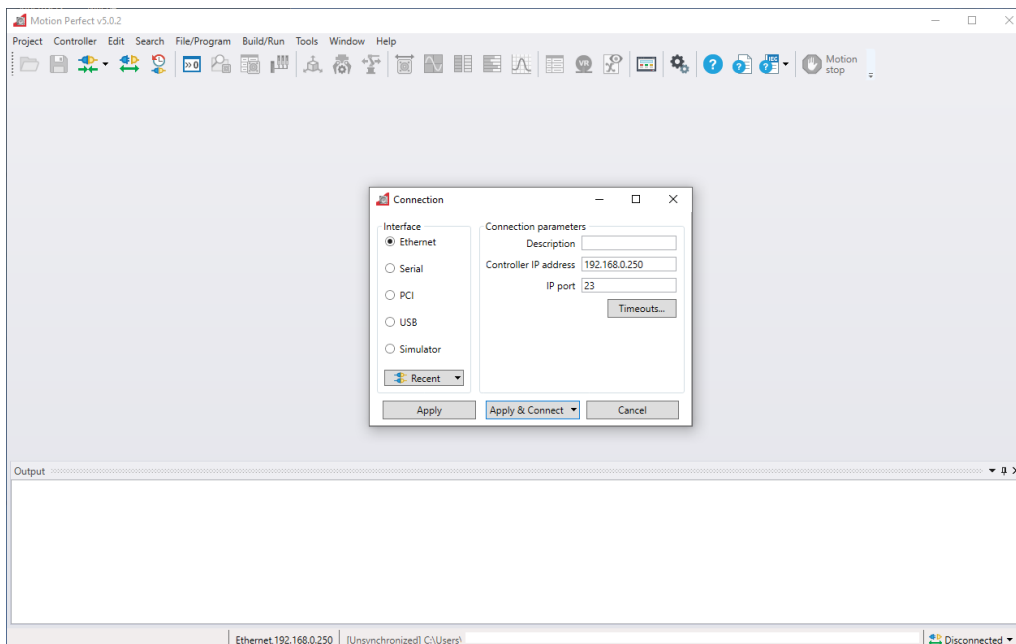 Motion Perfect v5.0.2
Project Controller Edit Search File/Program Build/Run Tools Window Help
Motion
stop
Connection
Interface
Ethernet
Serial
PCI
USB
Simulator
Recent
Connection parameters
Description
Controller IP address 192.168.0.250
IP port 23
Timeouts...
Apply
Apply & Connect
Cancel
Output
Ethernet.192.168.0.250 [Unsynchronized] C:\Users\ Disconnected